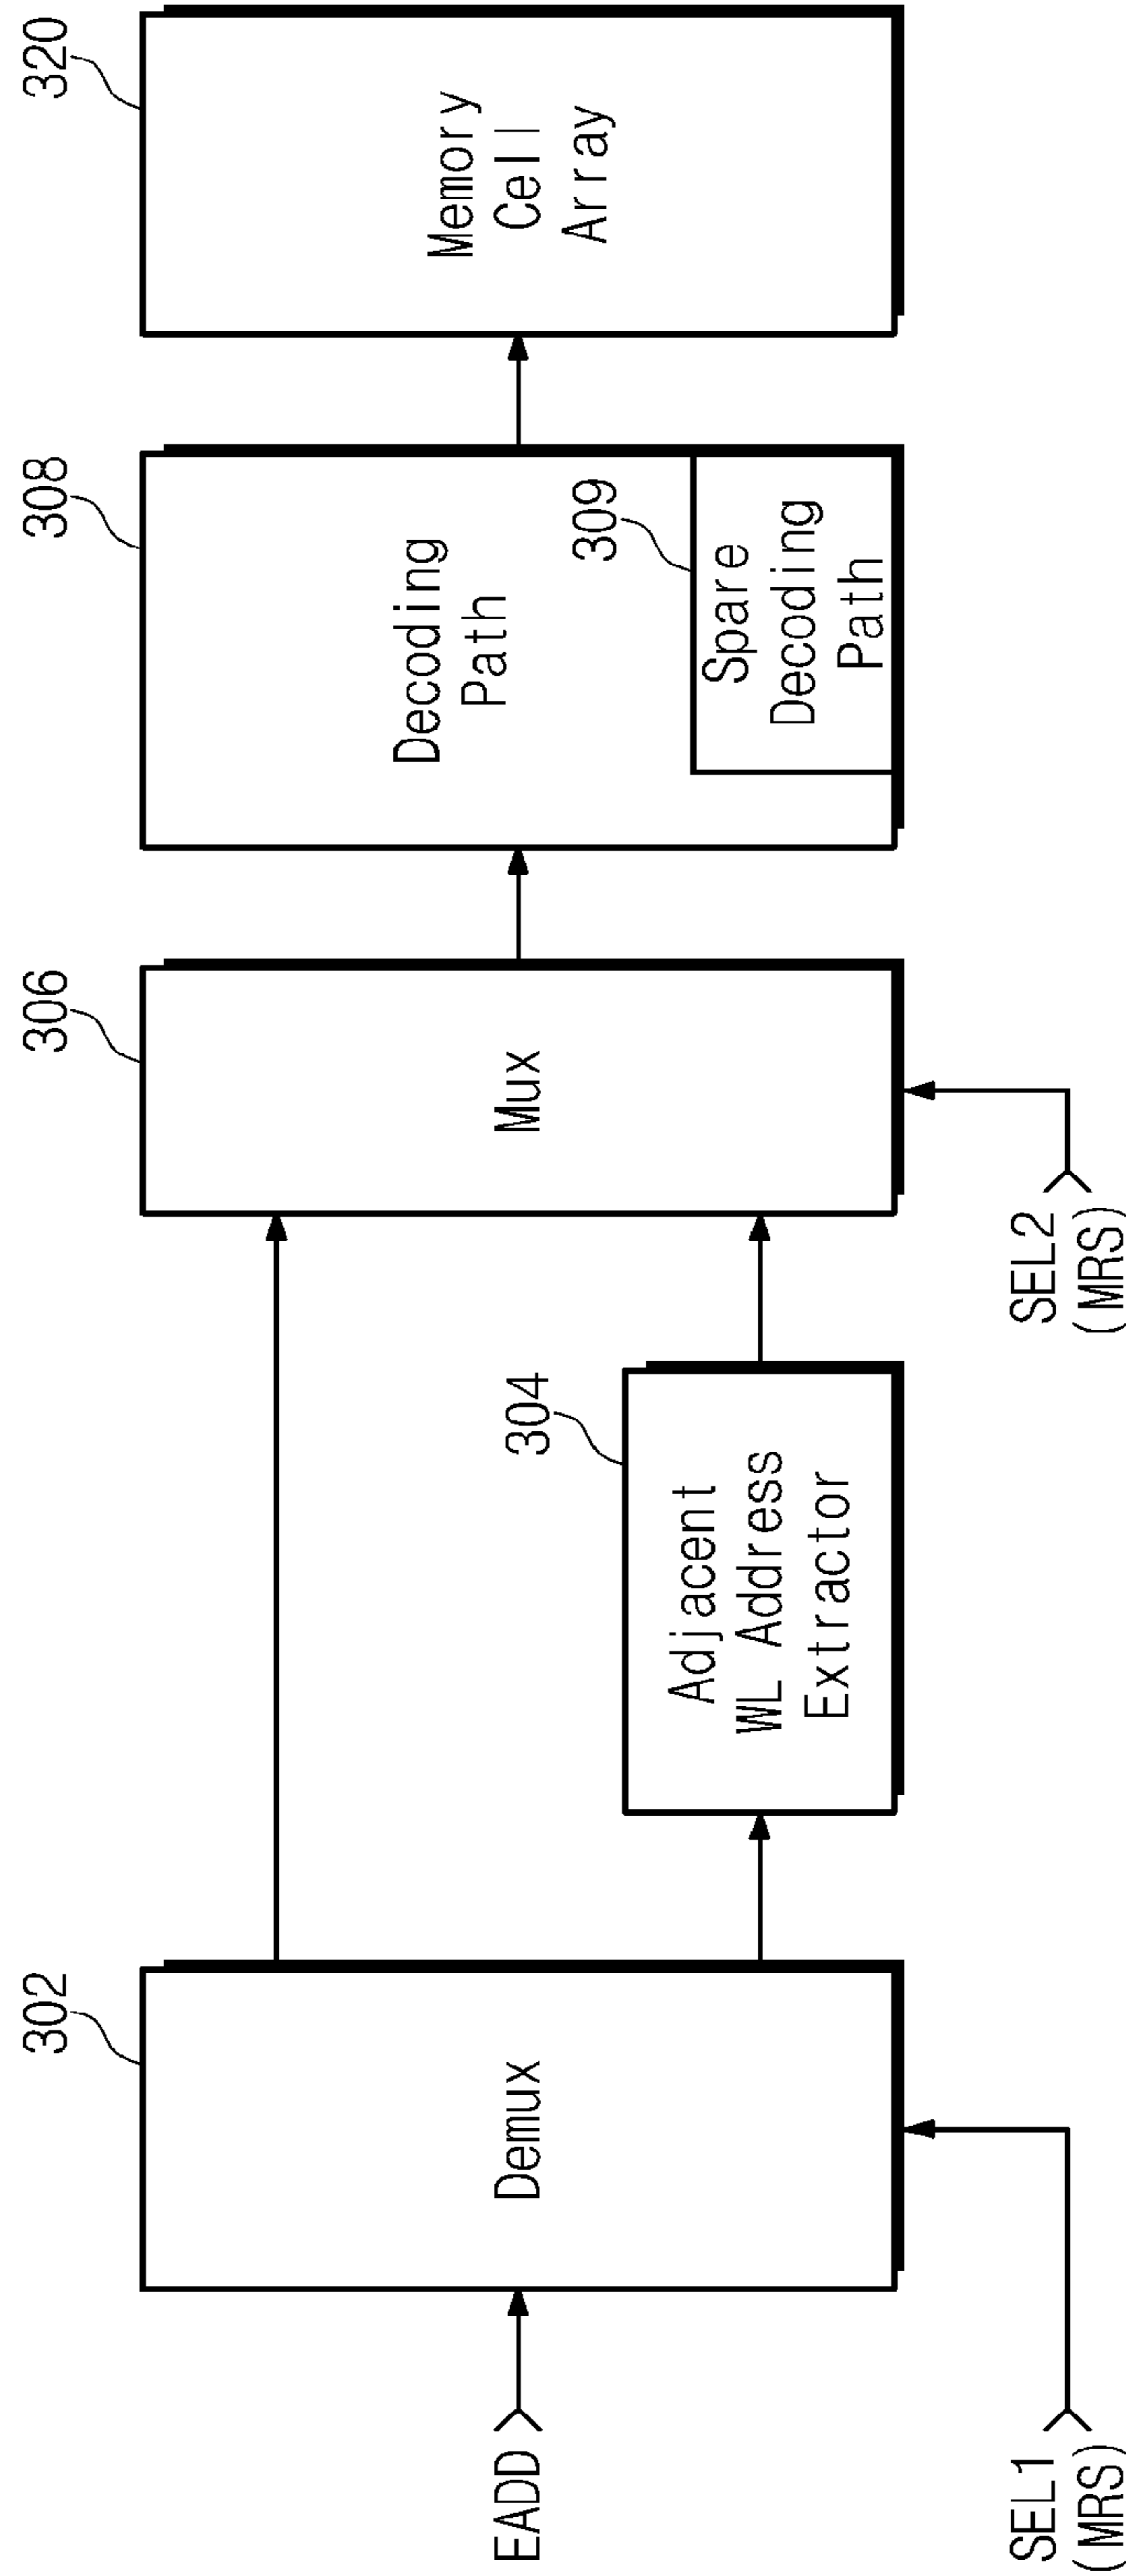 302
304
306
308
309
320
EADD
Demux
Adjacent
WL Address
Extractor
Mux
Decoding
Path
Spare
Decoding
Path
Memory
Cell
Array
SEL1
(MRS)
SEL2
(MRS)